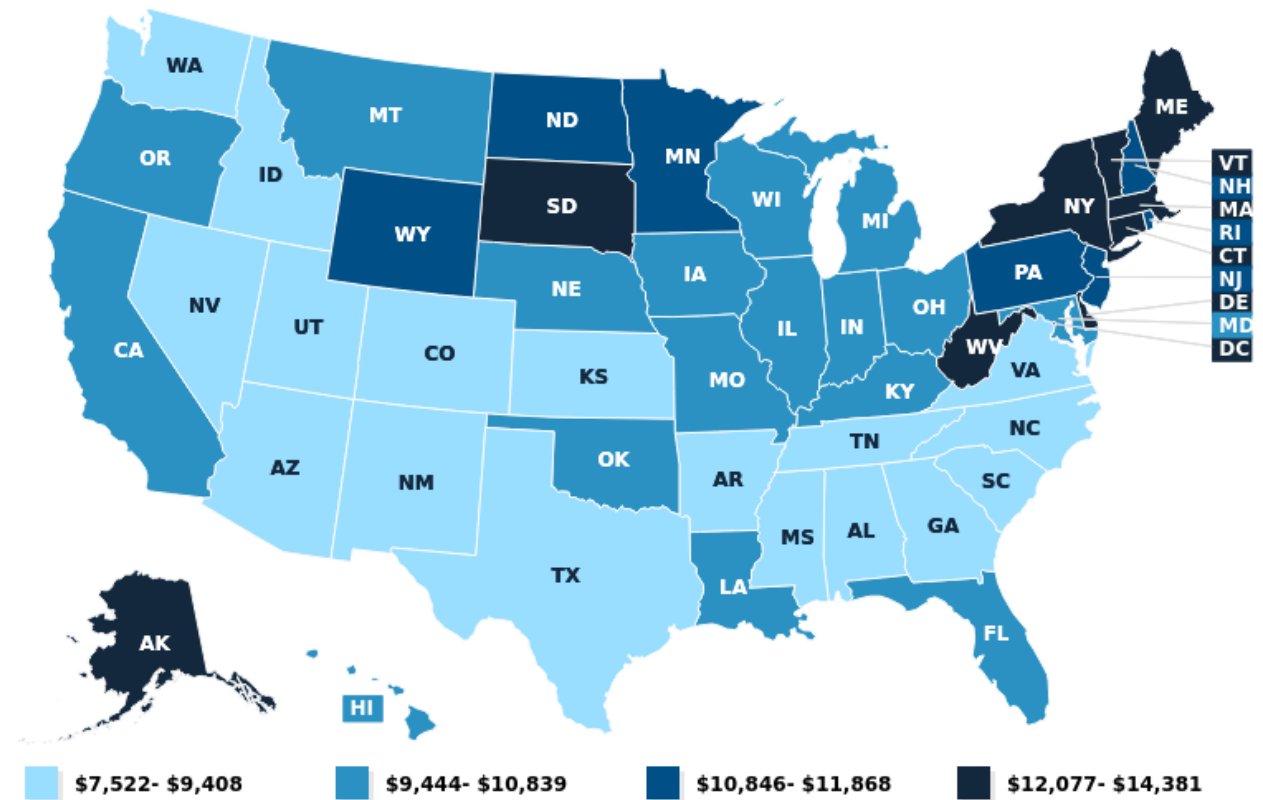 WA
MT
ND
MN
ME
OR
ID
SD
WI
MI
NY
VT
NH
MA
RI
CT
NJ
DE
MD
DC
WY
NE
IA
PA
NV
UT
CO
KS
MO
IL
IN
OH
WV
VA
KY
CA
AZ
NM
OK
AR
TN
NC
SC
TX
LA
MS
AL
GA
FL
AK
HI
$7,522- $9,408
$9,444- $10,839
$10,846- $11,868
$12,077- $14,381